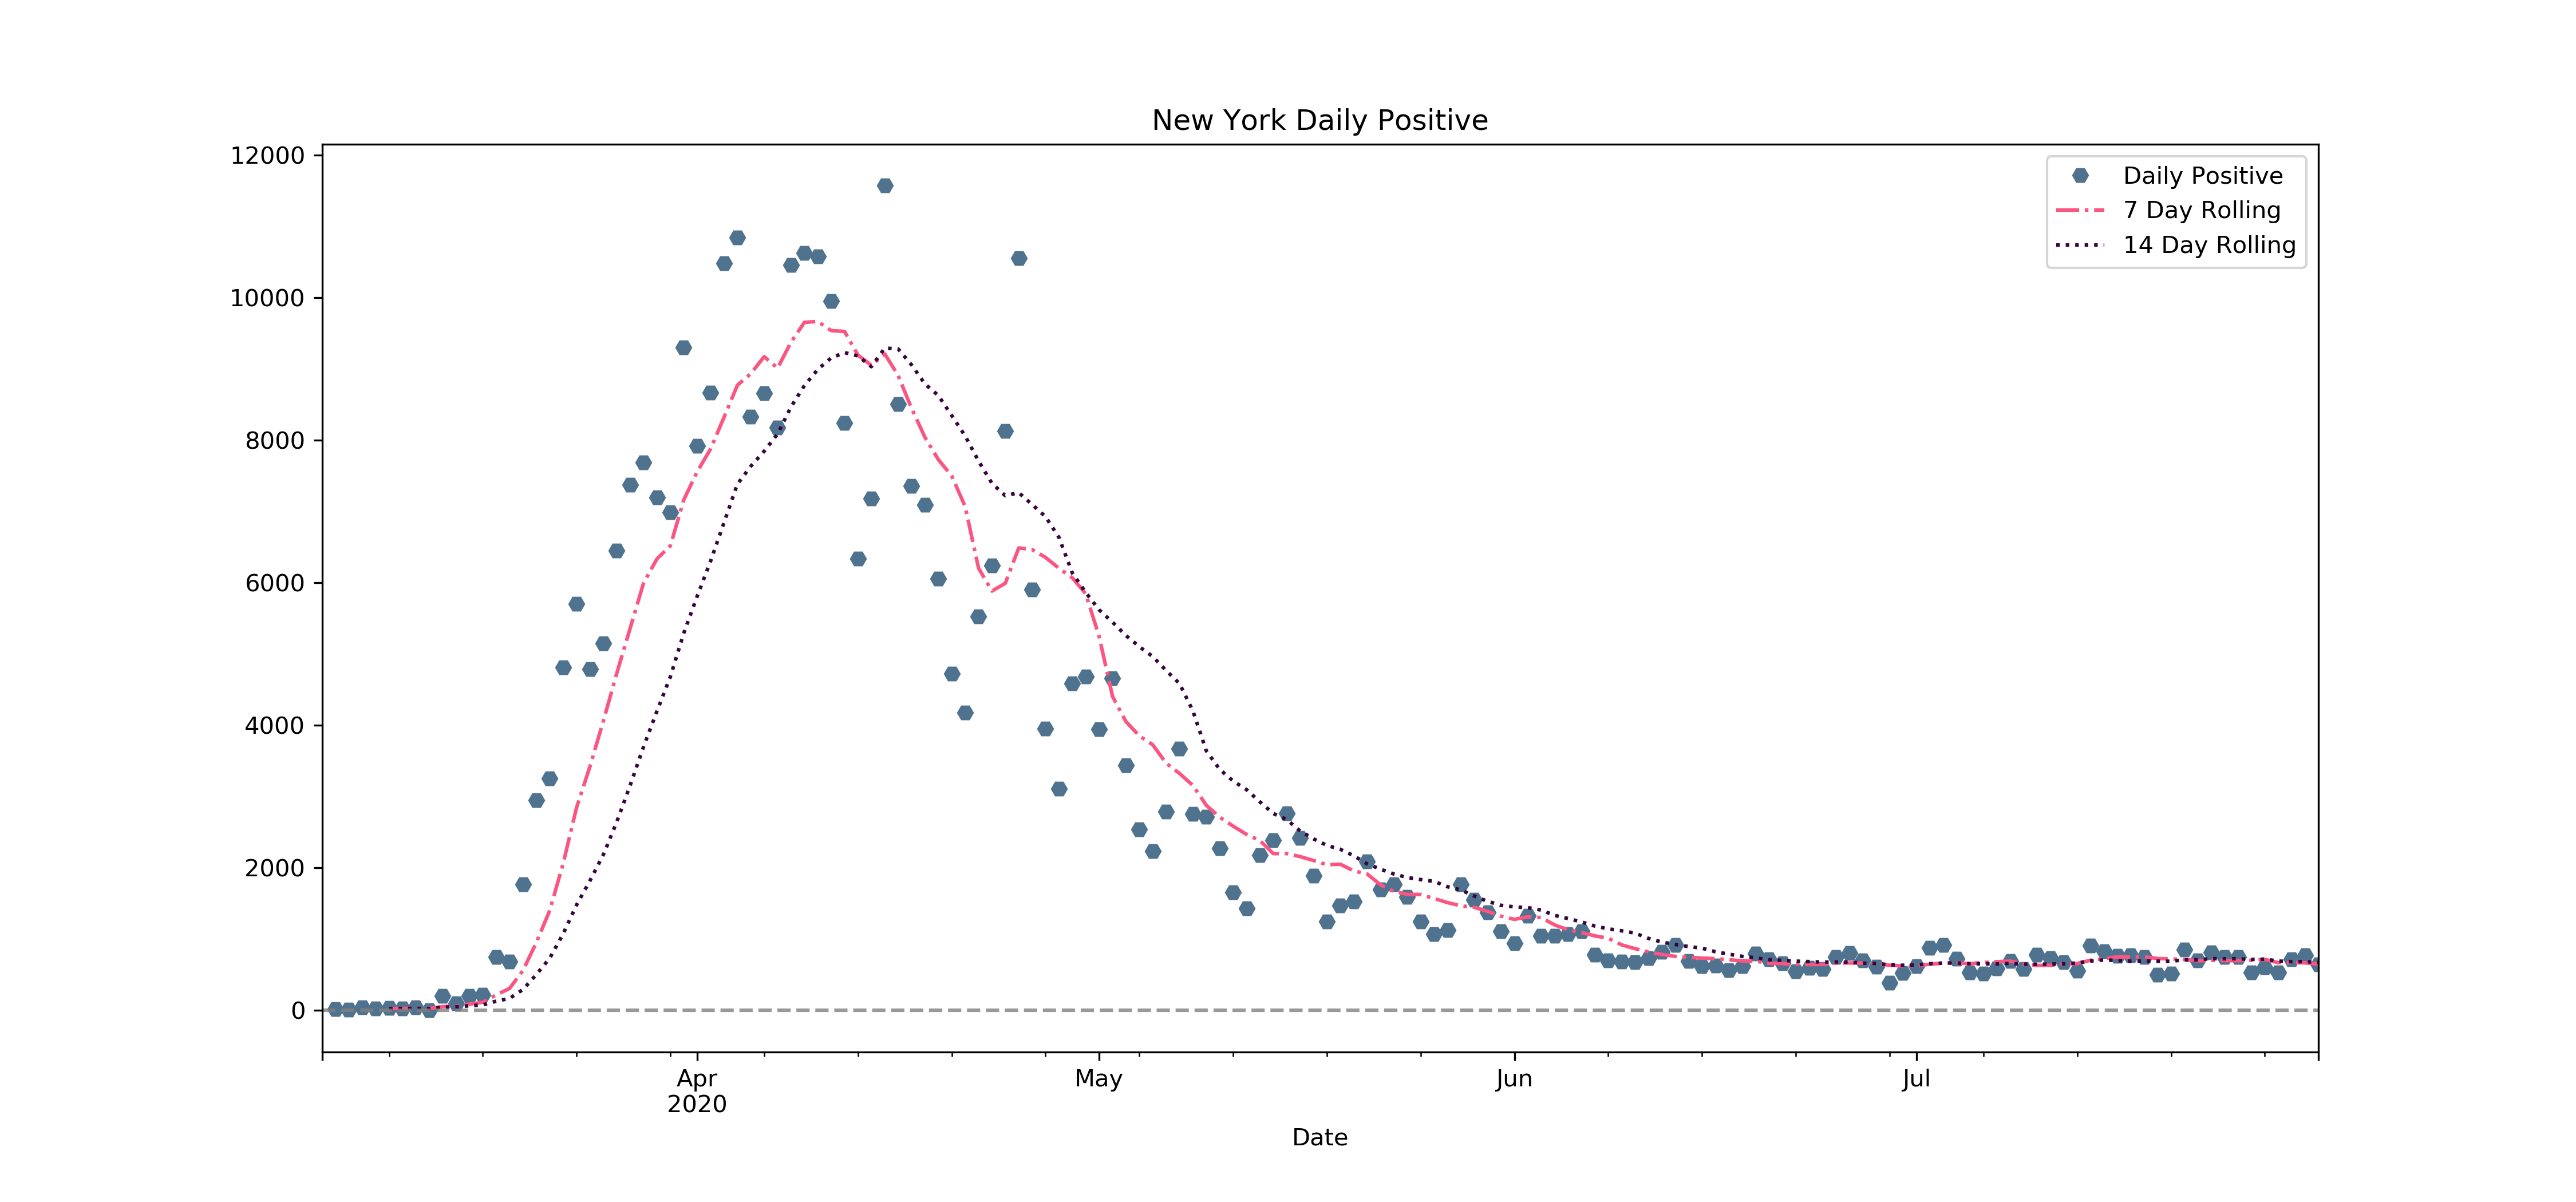 New York Daily Positive
12000
10000
8000
6000
4000
2000
0
Daily Positive
7 Day Rolling
14 Day Rolling
Apr
2020
May
Jun
Jul
Date